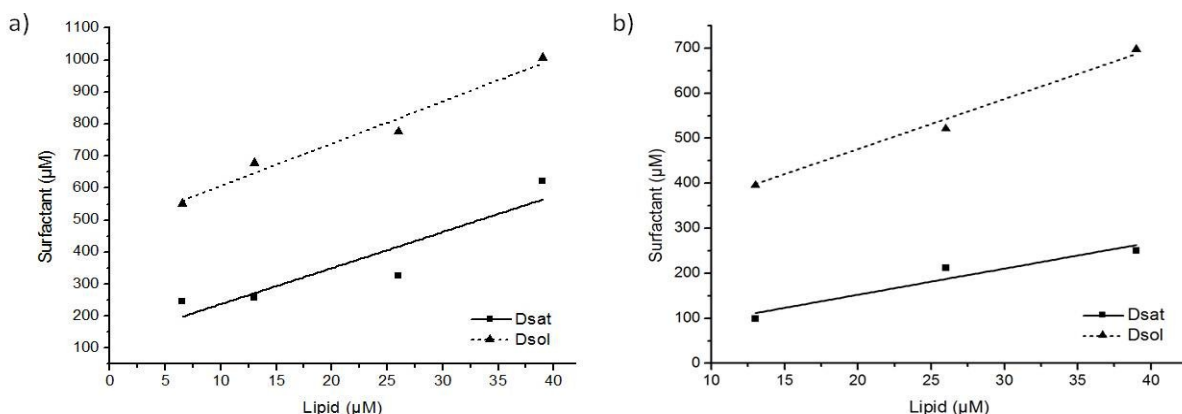 a)
1100
1000
900
800
700
600
500
400
300
200
100
Surfactant (µM)
Dsat
Dsol
0 5 10 15 20 25 30 35 40
Lipid (µM)
b)
700
600
500
400
300
200
100
0
Surfactant (µM)
Dsat
Dsol
10 15 20 25 30 35 40
Lipid (µM)